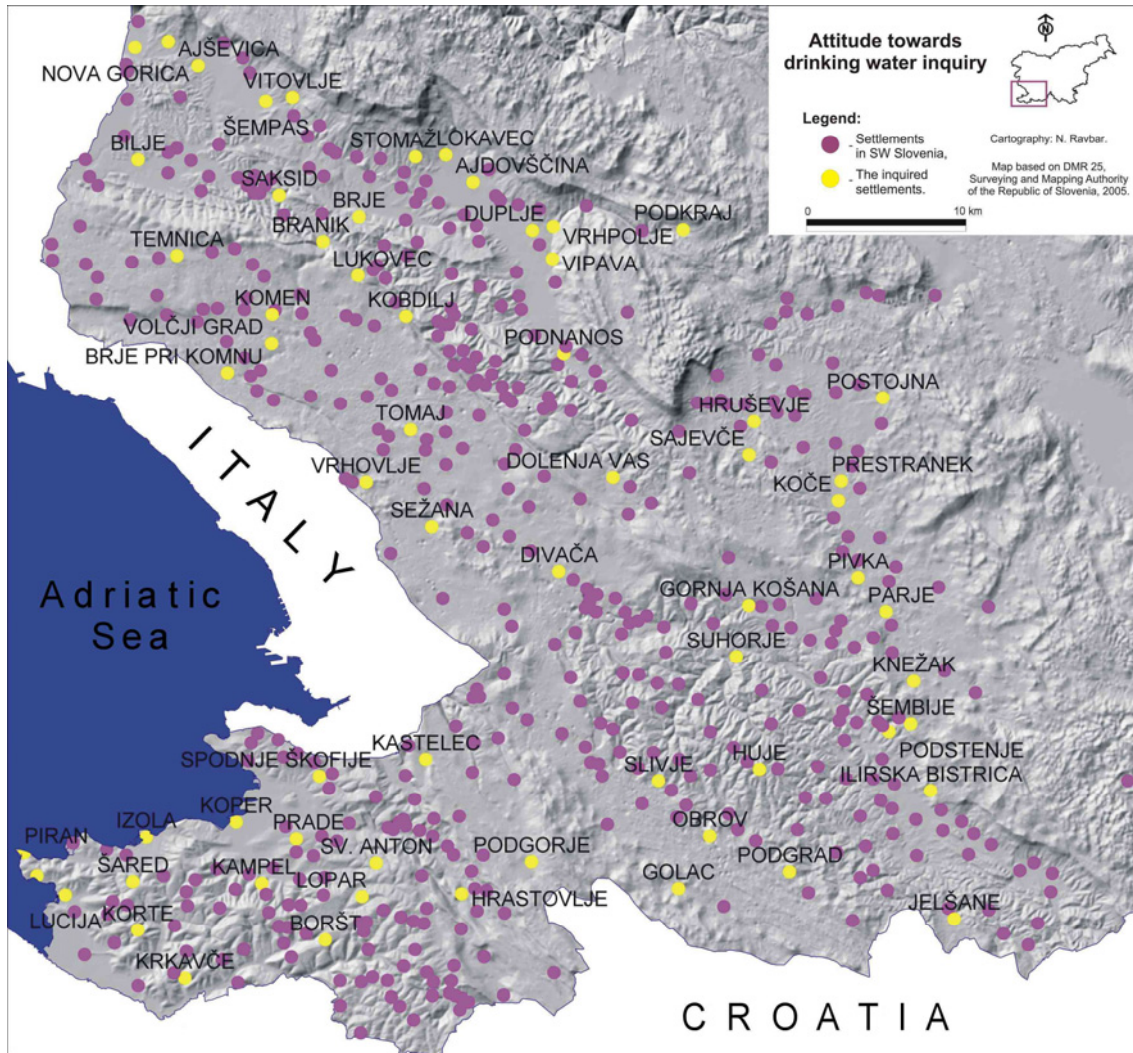 Attitude towards
drinking water inquiry
N
Legend:
- Settlements
in SW Slovenia,
- The inquired
settlements.
Cartography: N. Ravbar.
Map based on DMR 25,
Surveying and Mapping Authority
of the Republic of Slovenia, 2005.
0 10 km
AJŠEVICA
NOVA GORICA
VITOVLJE
ŠEMPAS
BILJE
STOMAŽ
LOKAVEC
AJDOVŠČINA
SAKSID
BRJE
DUPLJE
PODKRAJ
BRANIK
VRHPOLJE
TEMNICA
LUKOVEC
VIPAVA
KOMEN
KOBDILJ
VOLČJI GRAD
PODNANOS
BRJE PRI KOMNU
POSTOJNA
TOMAJ
HRUŠEVJE
SAJEVČE
ITALY
VRHOVLJE
DOLENJA VAS
PRESTRANEK
KOČE
SEŽANA
DIVAČA
PIVKA
GORNJA KOŠANA
PARJE
Adriatic
Sea
SUHORJE
KNEŽAK
ŠEMBIJE
KASTELEC
PODSTENJE
SPODNJE ŠKOFIJE
SLIVJE
HUJE
ILIRSKA BISTRICA
KOPER
IZOLA
PRADE
OBROV
PIRAN
SV. ANTON
PODGORJE
PODGRAD
ŠARED
KAMPEL
LOPAR
GOLAC
HRASTOVLJE
LUCIJA
KORTE
BORŠT
JELŠANE
KRKAVČE
CROATIA